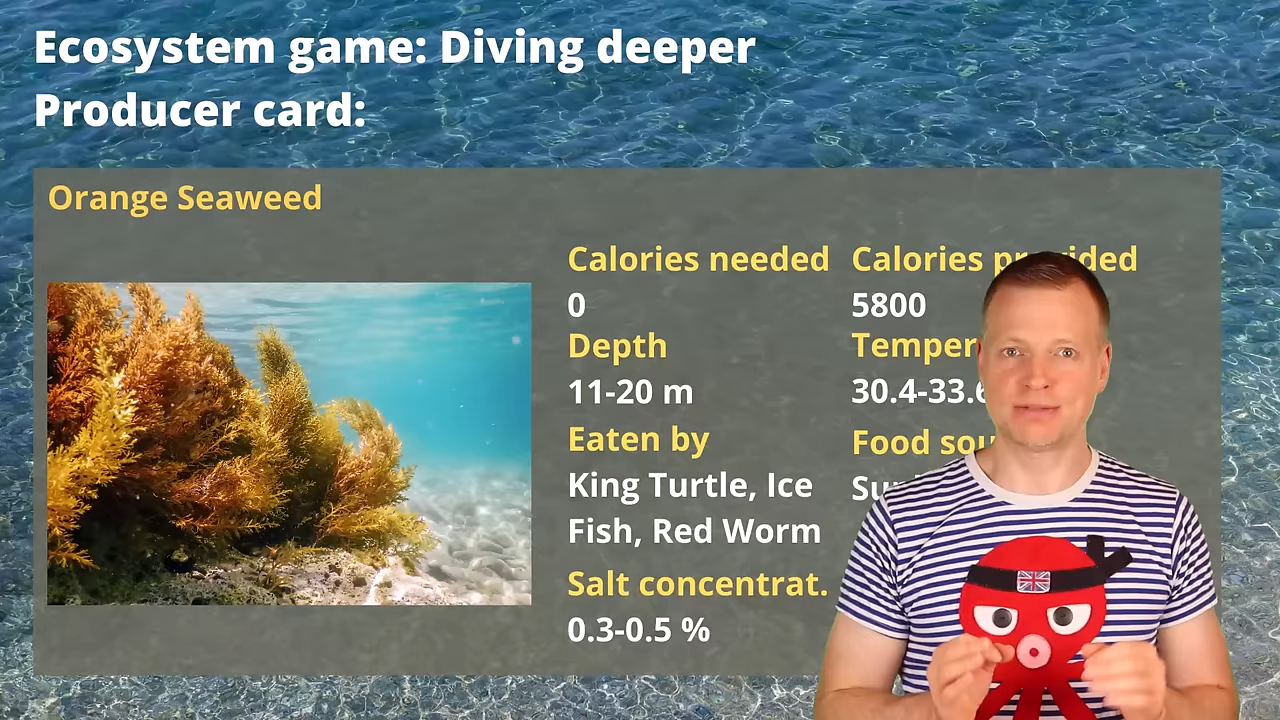 Ecosystem game: Diving deeper
Producer card:
Orange Seaweed
Calories needed
0
Depth
11-20 m
Eaten by
King Turtle, Ice
Fish, Red Worm
Salt concentrat.
0.3-0.5 %
Calories
5800